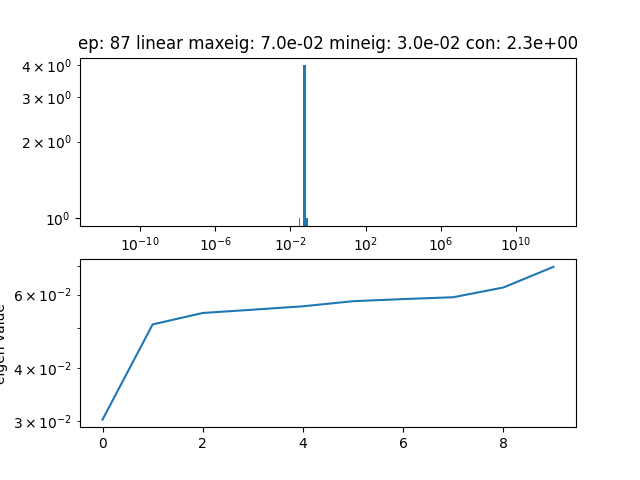 ep: 87 linear maxeig: 7.0e-02 mineig: 3.0e-02 con: 2.3e+00
4 × 10⁰
3 × 10⁰
2 × 10⁰
10⁰
10⁻¹⁰ 10⁻⁶ 10⁻² 10² 10⁶ 10¹⁰
6 × 10⁻²
4 × 10⁻²
3 × 10⁻²
eigen value
0 2 4 6 8